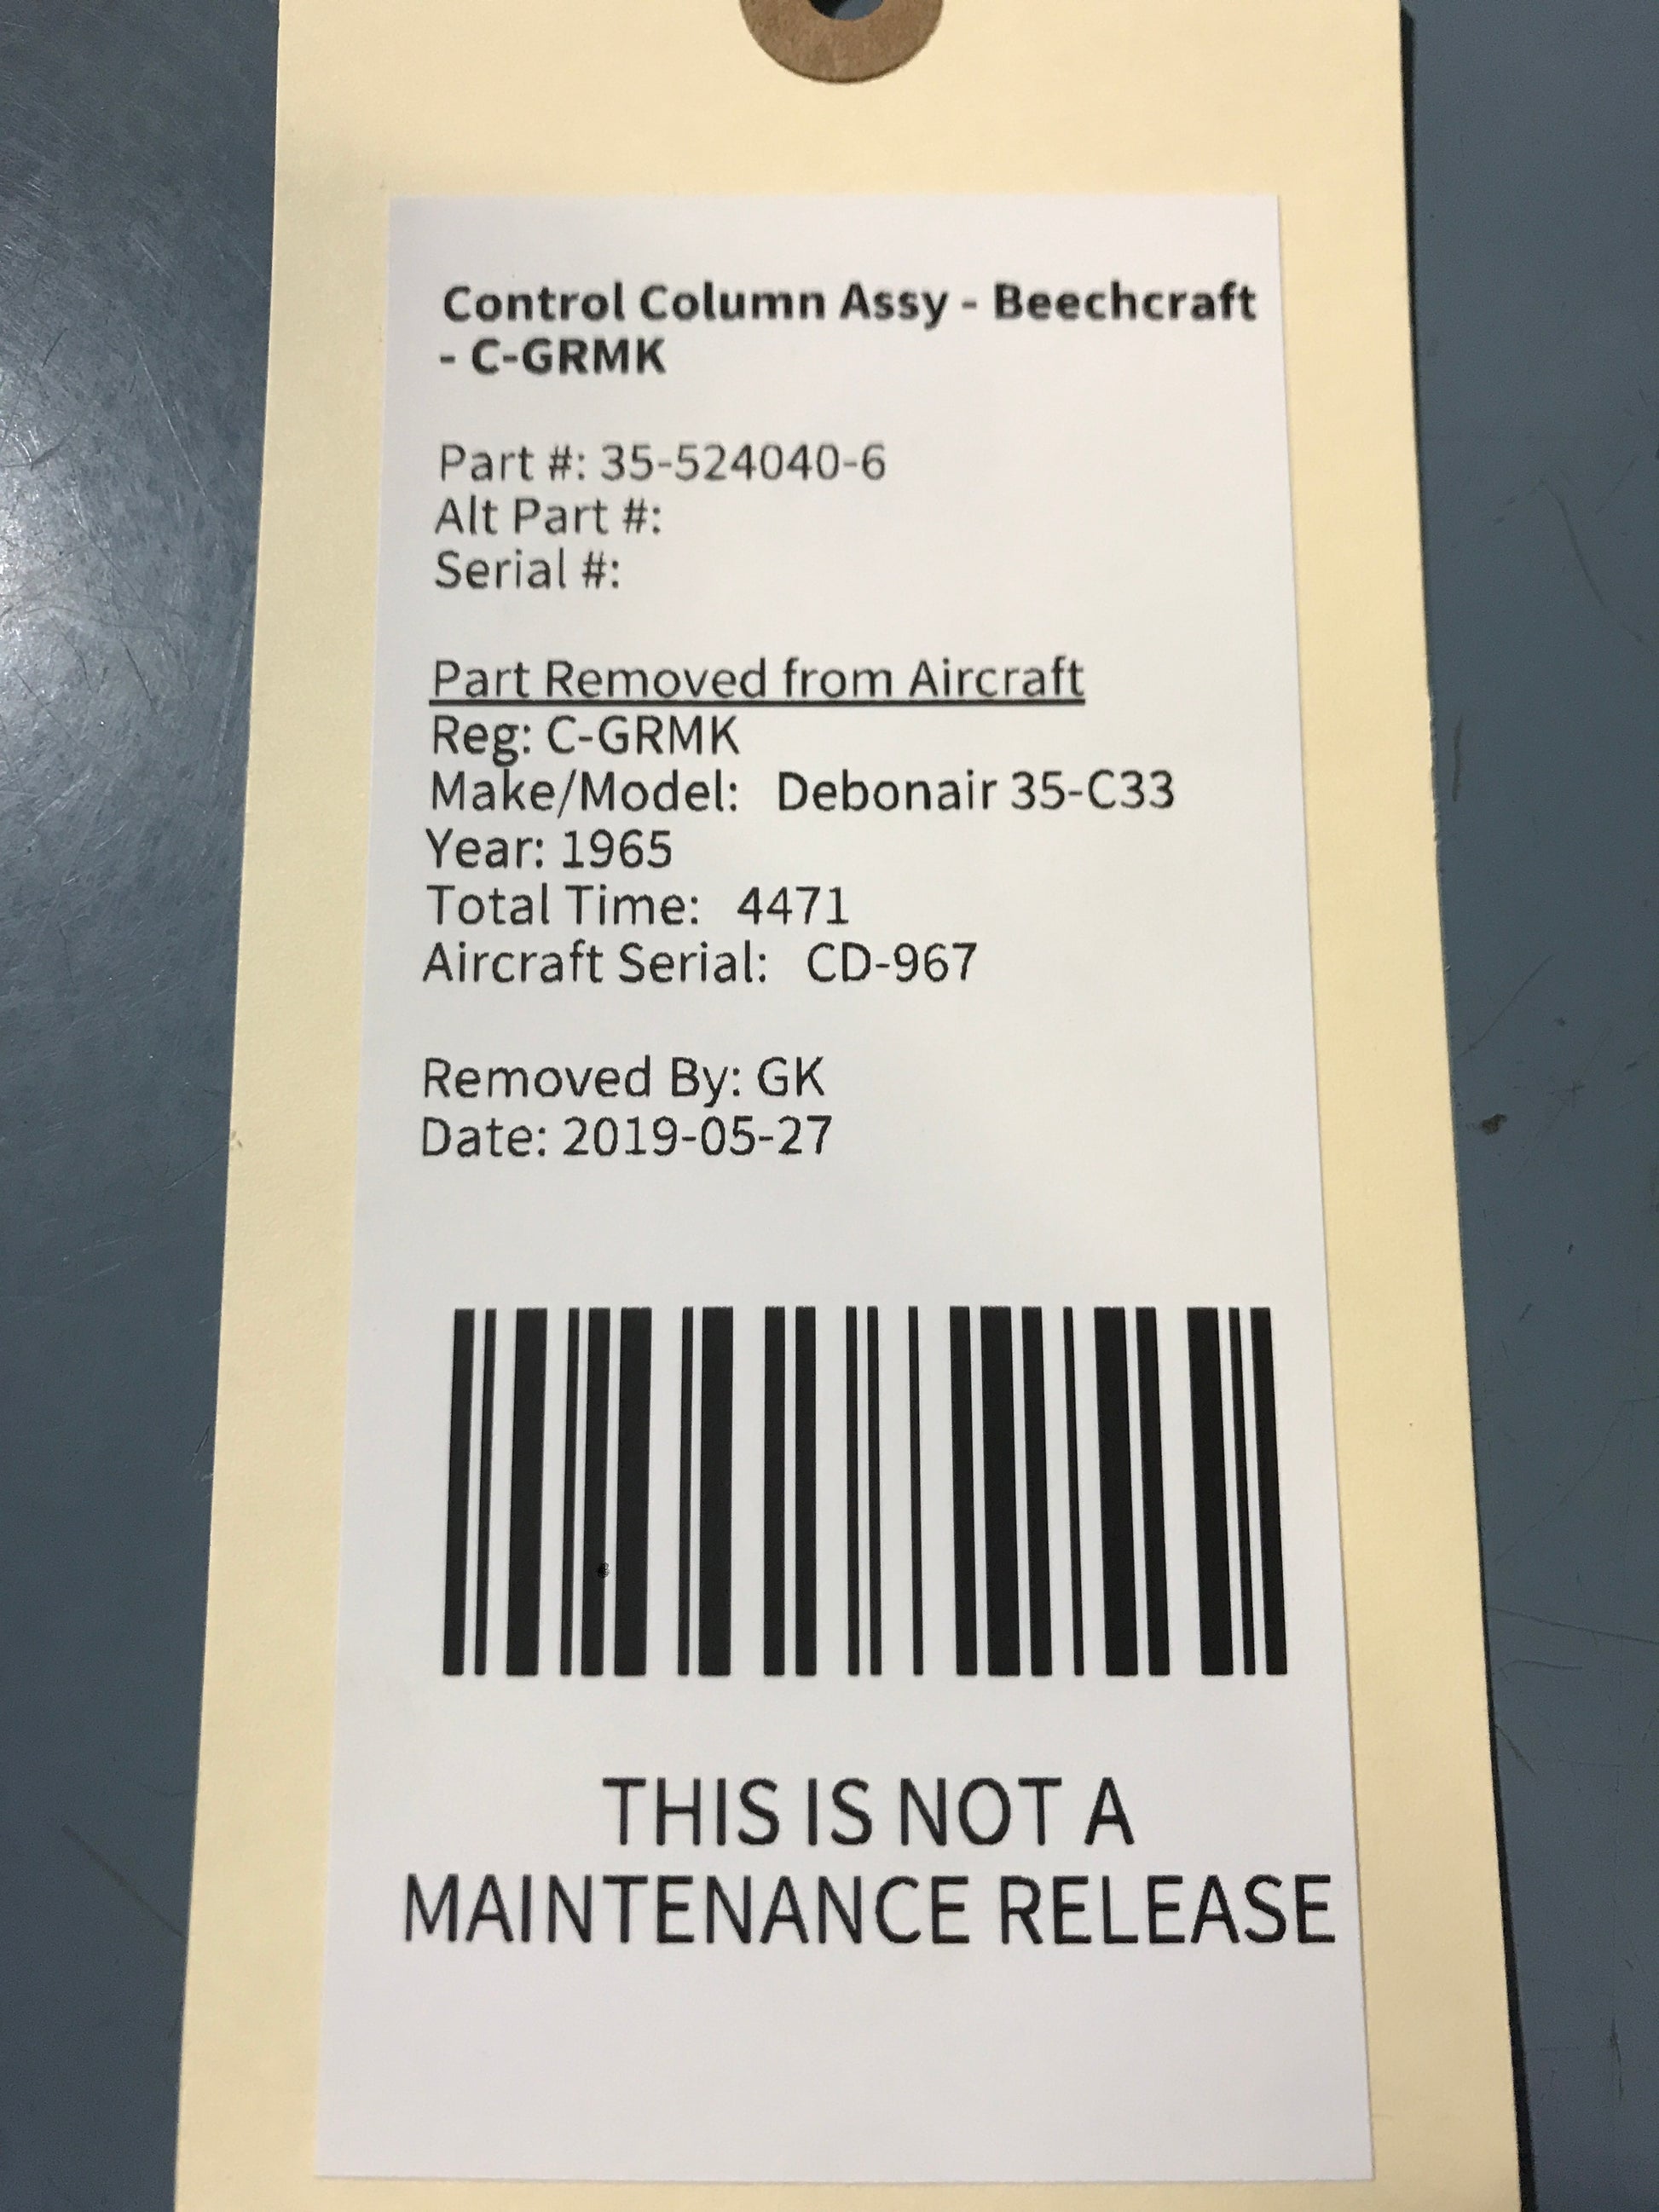 Control Column Assy - Beechcraft
- C-GRMK
Part #: 35-524040-6
Alt Part #:
Serial #:
Part Removed from Aircraft
Reg: C-GRMK
Make/Model: Debonair 35-C33
Year: 1965
Total Time: 4471
Aircraft Serial: CD-967
Removed By: GK
Date: 2019-05-27
THIS IS NOT A
MAINTENANCE RELEASE